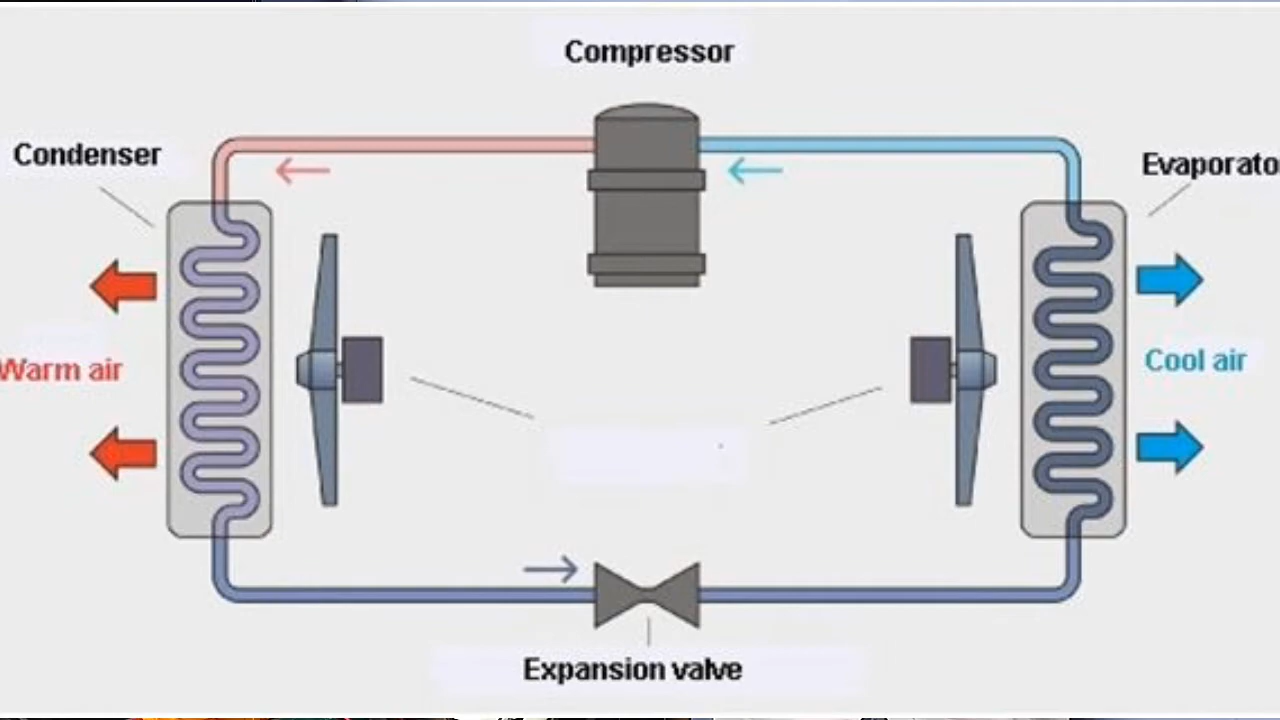 Compressor
Condenser
Evaporato
Warm air
Cool air
Expansion valve